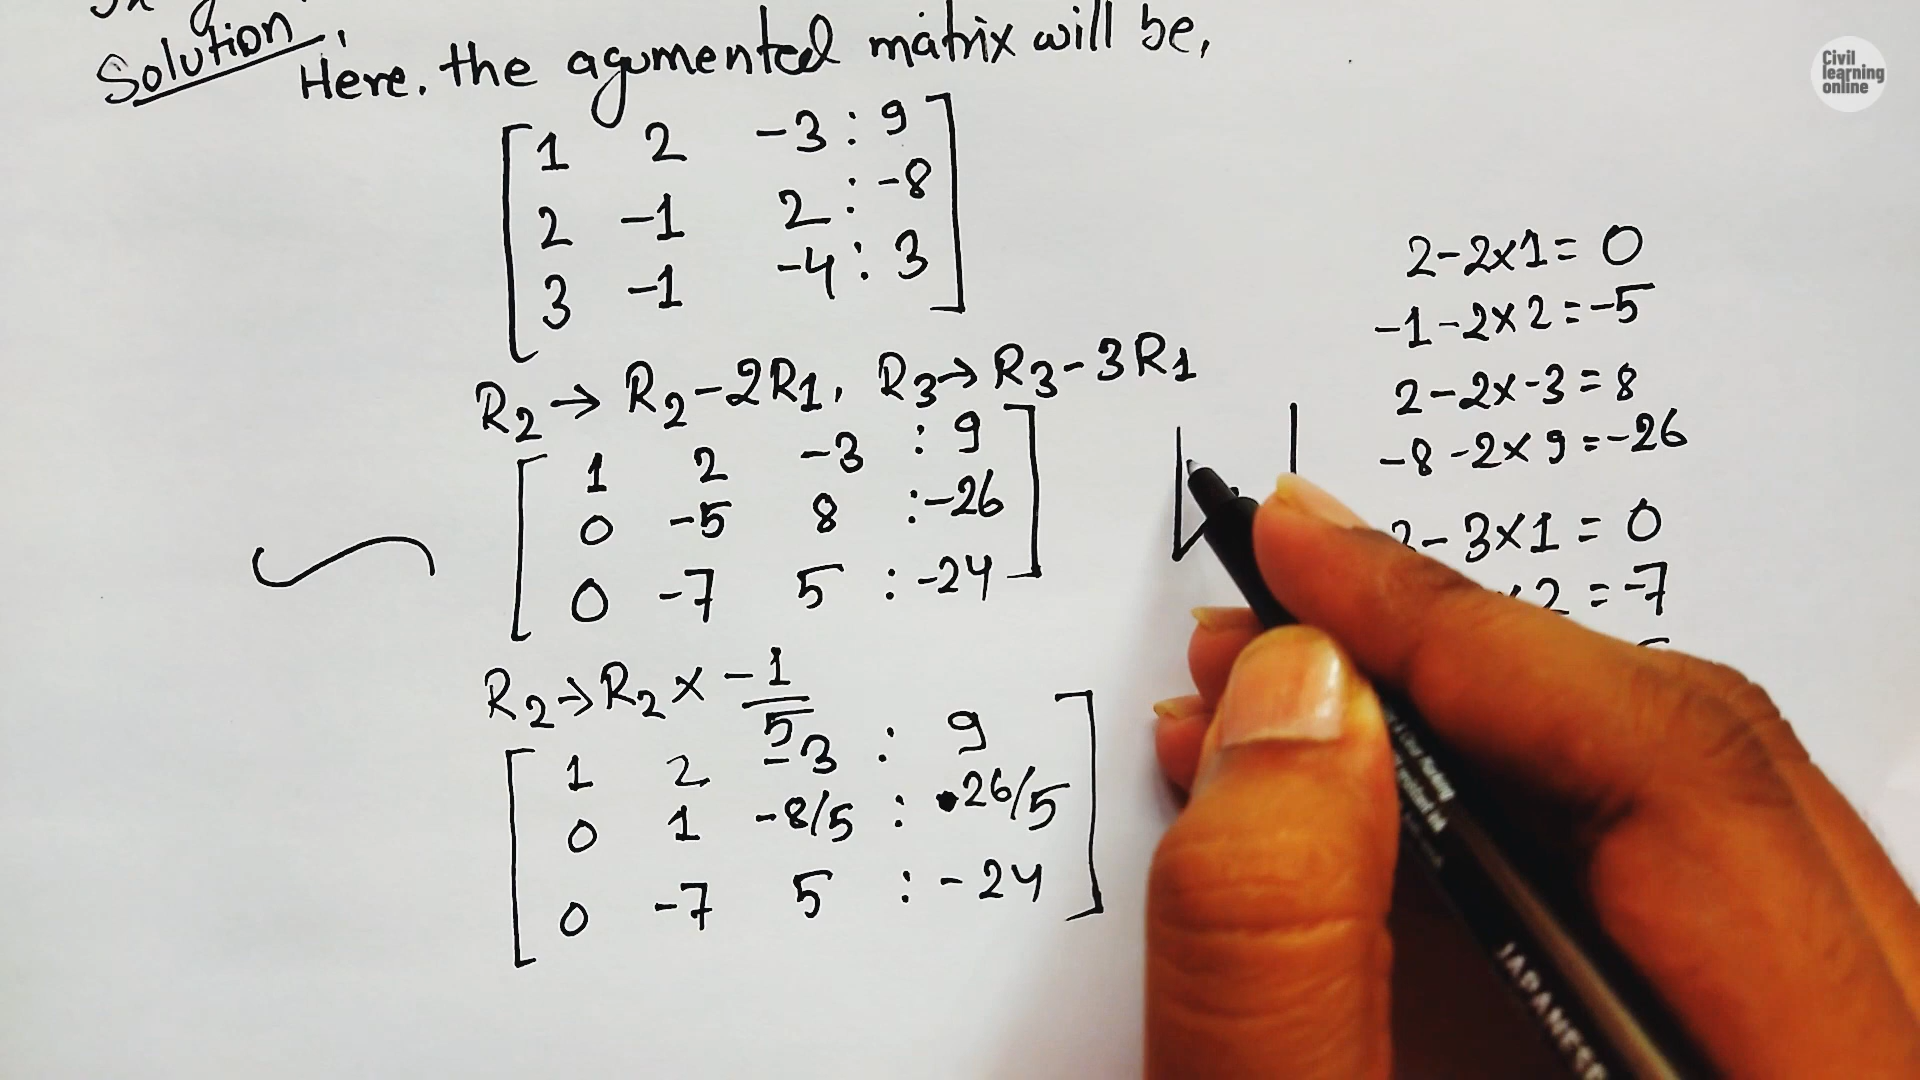 Solution,
Here. the agumented matrix will be,
1 2 -3 : 9
2 -1 2 : -8
3 -1 -4 : 3
R2 → R2 - 2R1, R3 → R3 - 3R1
1 2 -3 : 9
0 -5 8 : -26
0 -7 5 : -24
R2 → R2 × -1/5
1 2 -3 : 9
0 1 -8/5 : 26/5
0 -7 5 : -24
2-2×1 = 0
-1-2×2 = -5
2-2×-3 = 8
-8-2×9 = -26
- 3×1 = 0
2 = -7
Civil
learning
online
JAPANESE